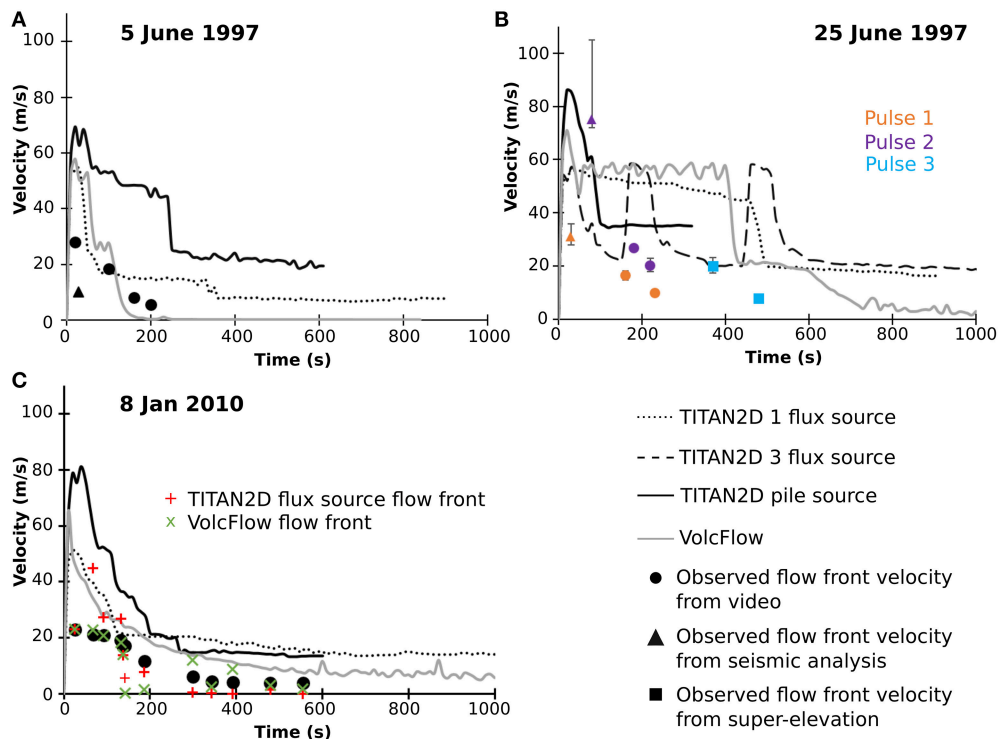 A
5 June 1997
100
80
60
40
20
0
Velocity (m/s)
0 200 400 600 800 1000
Time (s)
B
25 June 1997
100
80
60
40
20
0
Velocity (m/s)
Pulse 1
Pulse 2
Pulse 3
0 200 400 600 800 1000
Time (s)
C
8 Jan 2010
100
80
60
40
20
0
Velocity (m/s)
TITAN2D flux source flow front
VolcFlow flow front
0 200 400 600 800 1000
Time (s)
TITAN2D 1 flux source
TITAN2D 3 flux source
TITAN2D pile source
VolcFlow
Observed flow front velocity
from video
Observed flow front velocity
from seismic analysis
Observed flow front velocity
from super-elevation